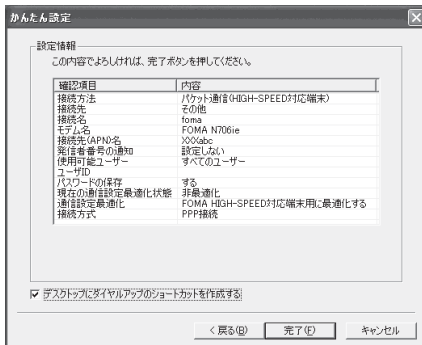 かんたん設定
設定情報
この内容でよろしければ、完了ボタンを押してください。
確認項目 内容
接続方法 パケット通信(HIGH-SPEED対応端末)
接続先 その他
接続名 foma
モデム名 FOMA N706ie
接続先(APN)名 XXXabc
発信者番号の通知 設定しない
使用可能ユーザー すべてのユーザー
ユーザID
パスワードの保存 する
現在の通信設定最適化状態 非最適化
通信設定最適化 FOMA HIGH-SPEED対応端末用に最適化する
接続方式 PPP接続
デスクトップにダイヤルアップのショートカットを作成する
< 戻る(B) 完了(F) キャンセル